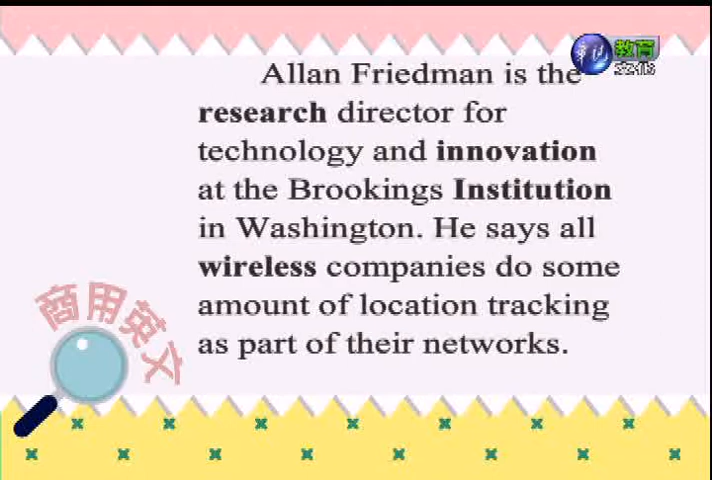 華視
教育
Allan Friedman is the
research director for
technology and innovation
at the Brookings Institution
in Washington. He says all
wireless companies do some
amount of location tracking
as part of their networks.
商用英文